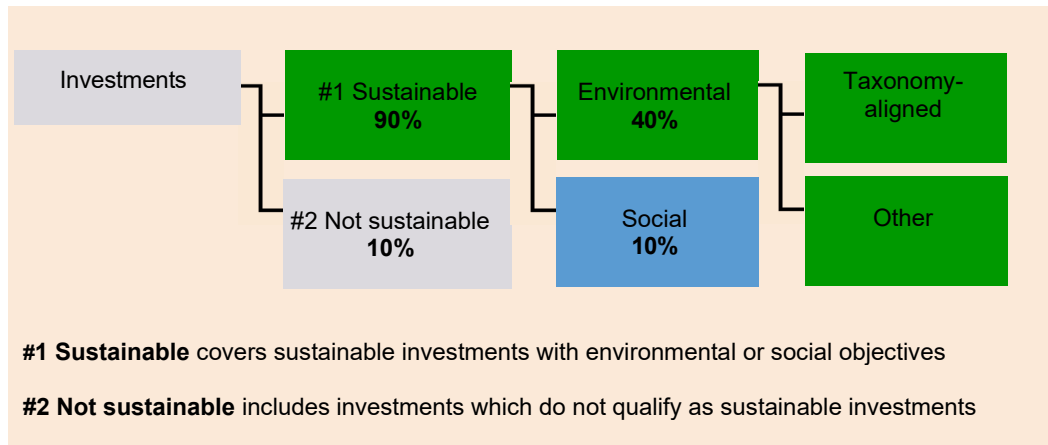 Investments
#1 Sustainable
90%
Environmental
40%
Taxonomy-
aligned
#2 Not sustainable
10%
Social
10%
Other
#1 Sustainable covers sustainable investments with environmental or social objectives
#2 Not sustainable includes investments which do not qualify as sustainable investments